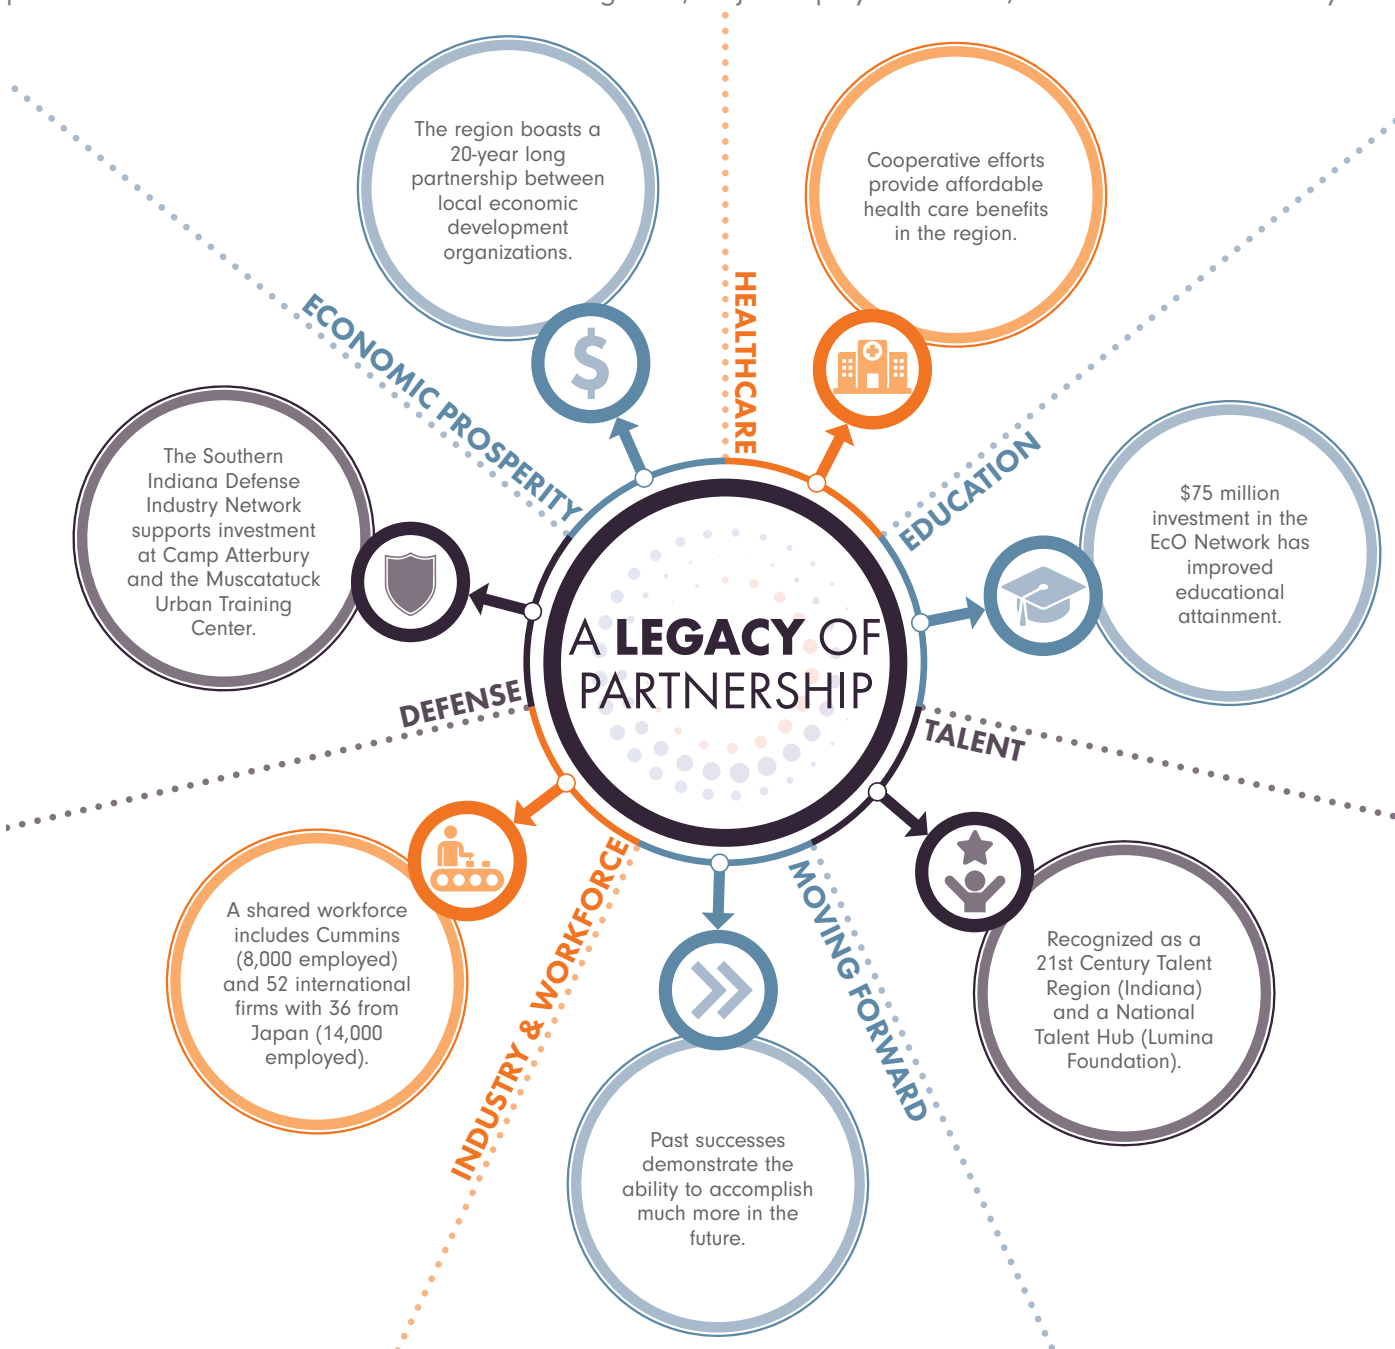 The region boasts a
20-year long
partnership between
local economic
development
organizations.
ECONOMIC PROSPERITY
$
HEALTHCARE
Cooperative efforts
provide affordable
health care benefits
in the region.
EDUCATION
$75 million
investment in the
EcO Network has
improved
educational
attainment.
TALENT
Recognized as a
21st Century Talent
Region (Indiana)
and a National
Talent Hub (Lumina
Foundation).
MOVING FORWARD
Past successes
demonstrate the
ability to accomplish
much more in the
future.
INDUSTRY & WORKFORCE
A shared workforce
includes Cummins
(8,000 employed)
and 52 international
firms with 36 from
Japan (14,000
employed).
DEFENSE
The Southern
Indiana Defense
Industry Network
supports investment
at Camp Atterbury
and the Muscatatuck
Urban Training
Center.
A LEGACY OF
PARTNERSHIP